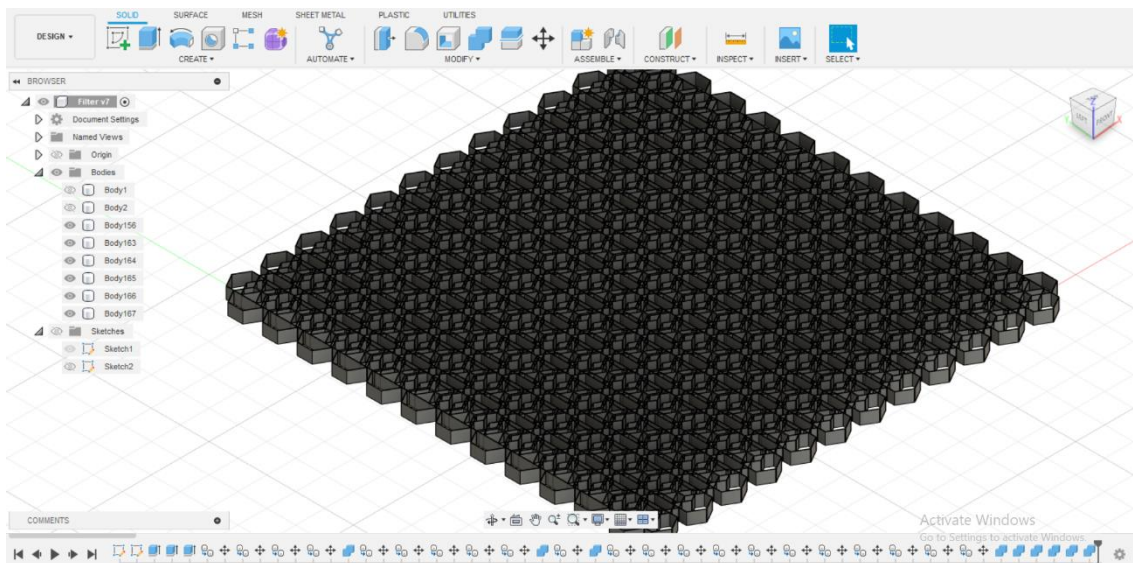 SOLID SURFACE MESH SHEET METAL PLASTIC UTILITIES
DESIGN
CREATE AUTOMATE MODIFY ASSEMBLE CONSTRUCT INSPECT INSERT SELECT
BROWSER
Filter v7
Document Settings
Named Views
Origin
Bodies
Body1
Body2
Body156
Body163
Body164
Body165
Body166
Body167
Sketches
Sketch1
Sketch2
Z
LEFT FRONT
X
COMMENTS
Activate Windows
Go to Settings to activate Windows.